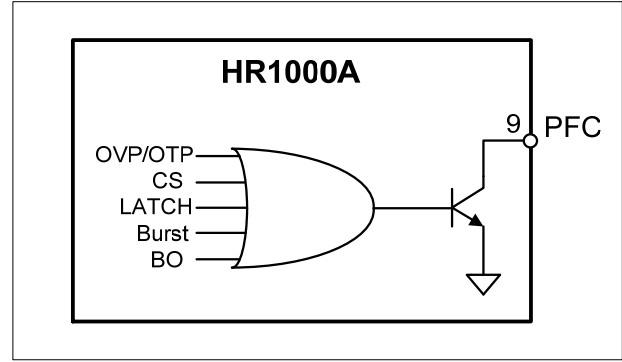 HR1000A
OVP/OTP
CS
LATCH
Burst
BO
9 PFC